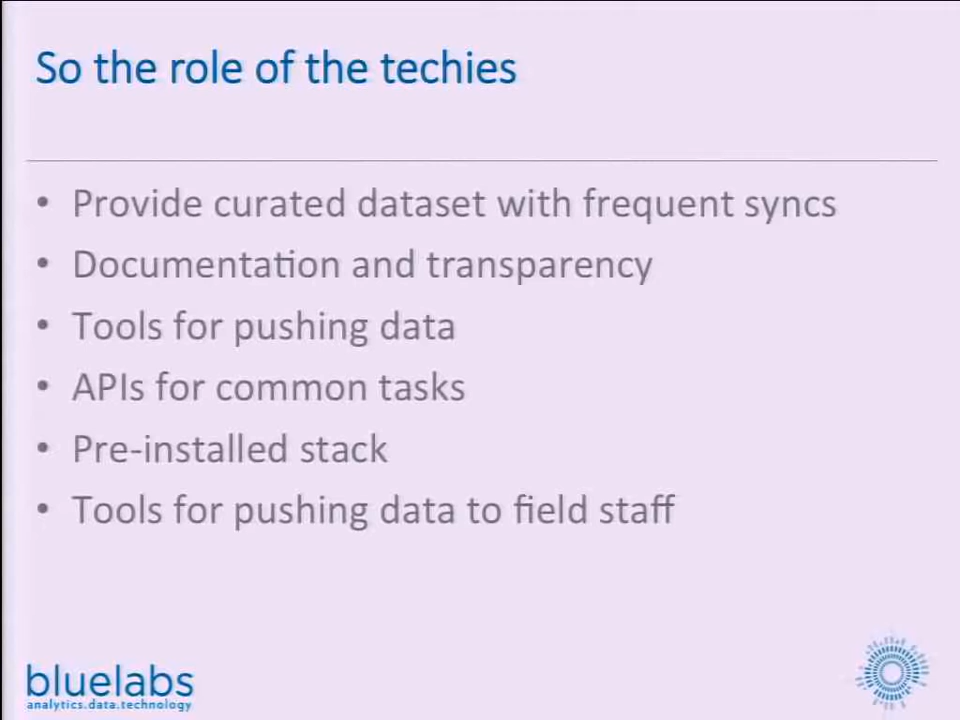 So the role of the techies
• Provide curated dataset with frequent syncs
• Documentation and transparency
• Tools for pushing data
• APIs for common tasks
• Pre-installed stack
• Tools for pushing data to field staff
bluelabs
analytics.data.technology